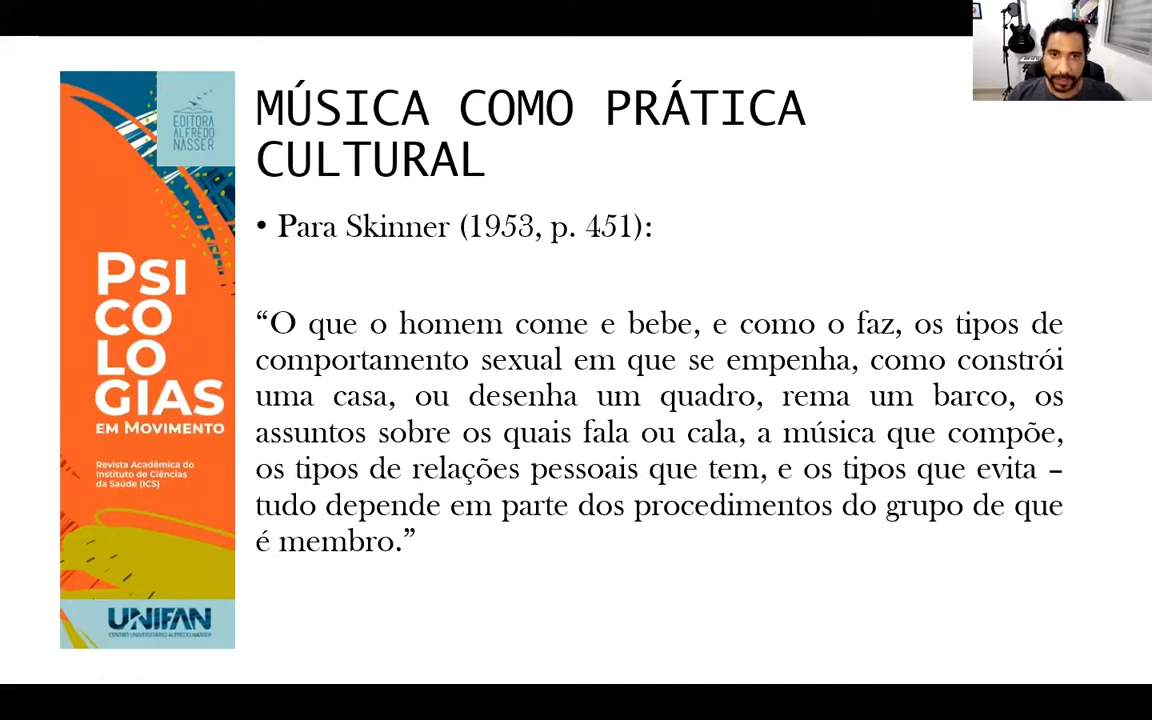 EDITORA
ALFREDO
NASSER
PSI
CO
LO
GIAS
EM MOVIMENTO
Revista Acadêmica do
Instituto de Ciências
da Saúde (ICS)
UNIFAN
CENTRO UNIVERSITÁRIO ALFREDO NASSER
MÚSICA COMO PRÁTICA
CULTURAL
• Para Skinner (1953, p. 451):
“O que o homem come e bebe, e como o faz, os tipos de
comportamento sexual em que se empenha, como constrói
uma casa, ou desenha um quadro, rema um barco, os
assuntos sobre os quais fala ou cala, a música que compõe,
os tipos de relações pessoais que tem, e os tipos que evita –
tudo depende em parte dos procedimentos do grupo de que
é membro.”